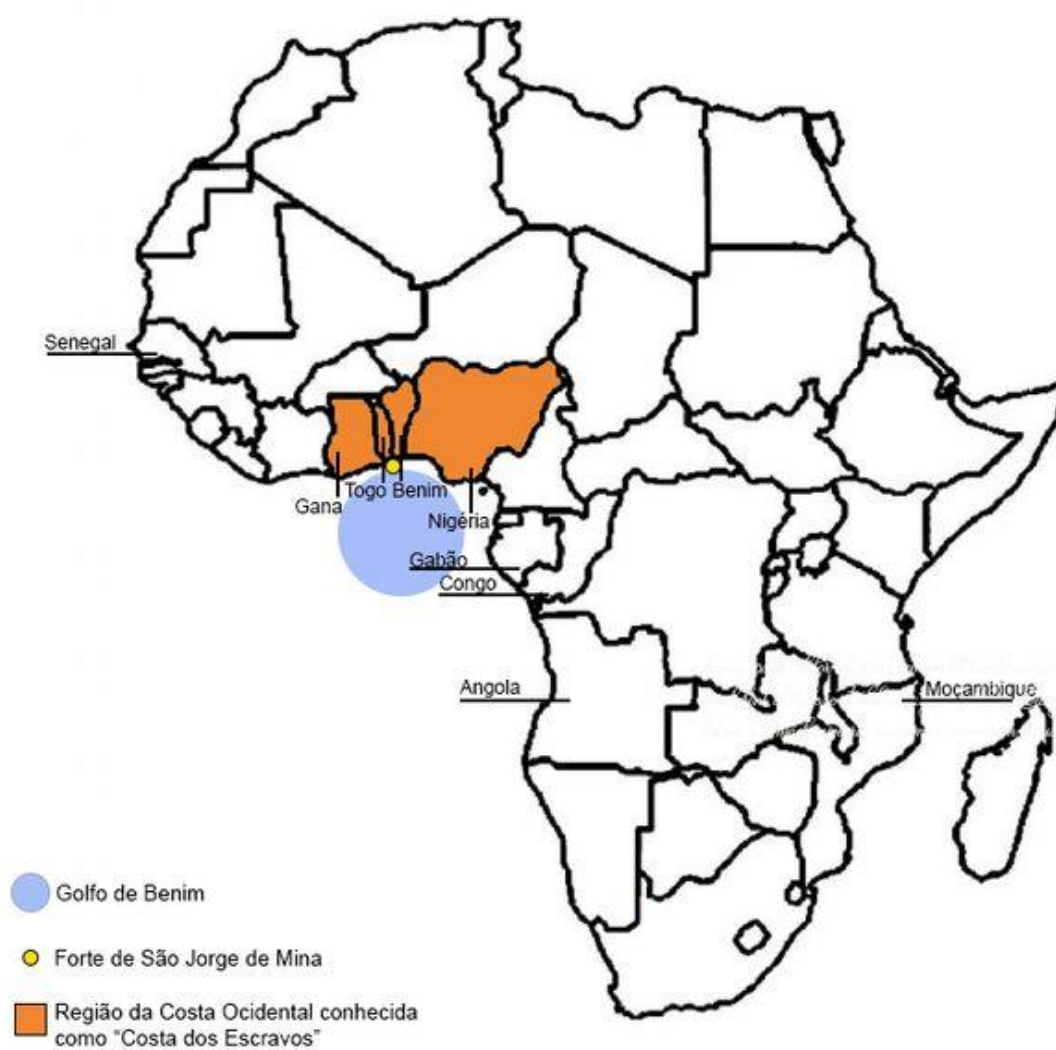 Senegal
Togo Benim
Gana
Nigéria
Gabão
Congo
Angola
Moçambique
Golfo de Benim
Forte de São Jorge de Mina
Região da Costa Ocidental conhecida
como “Costa dos Escravos”